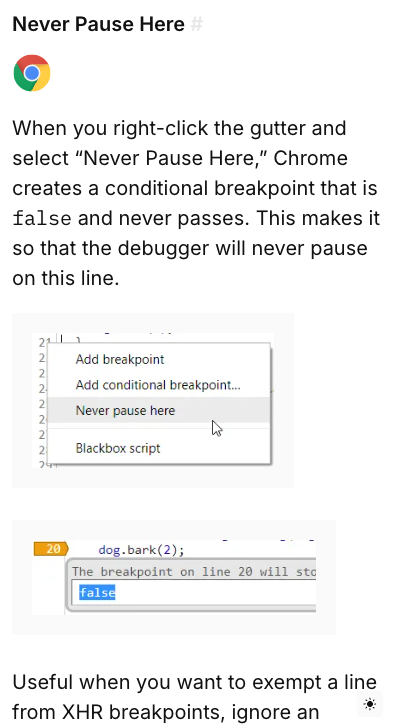 Never Pause Here #
When you right-click the gutter and
select “Never Pause Here,” Chrome
creates a conditional breakpoint that is
false and never passes. This makes it
so that the debugger will never pause
on this line.
21 }
Add breakpoint
Add conditional breakpoint...
Never pause here
Blackbox script
20 dog.bark(2);
The breakpoint on line 20 will sto
false
Useful when you want to exempt a line
from XHR breakpoints, ignore an